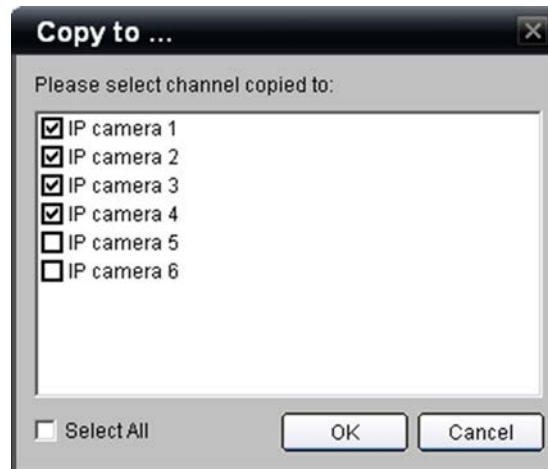 Copy to ...
Please select channel copied to:
IP camera 1
IP camera 2
IP camera 3
IP camera 4
IP camera 5
IP camera 6
Select All
OK
Cancel